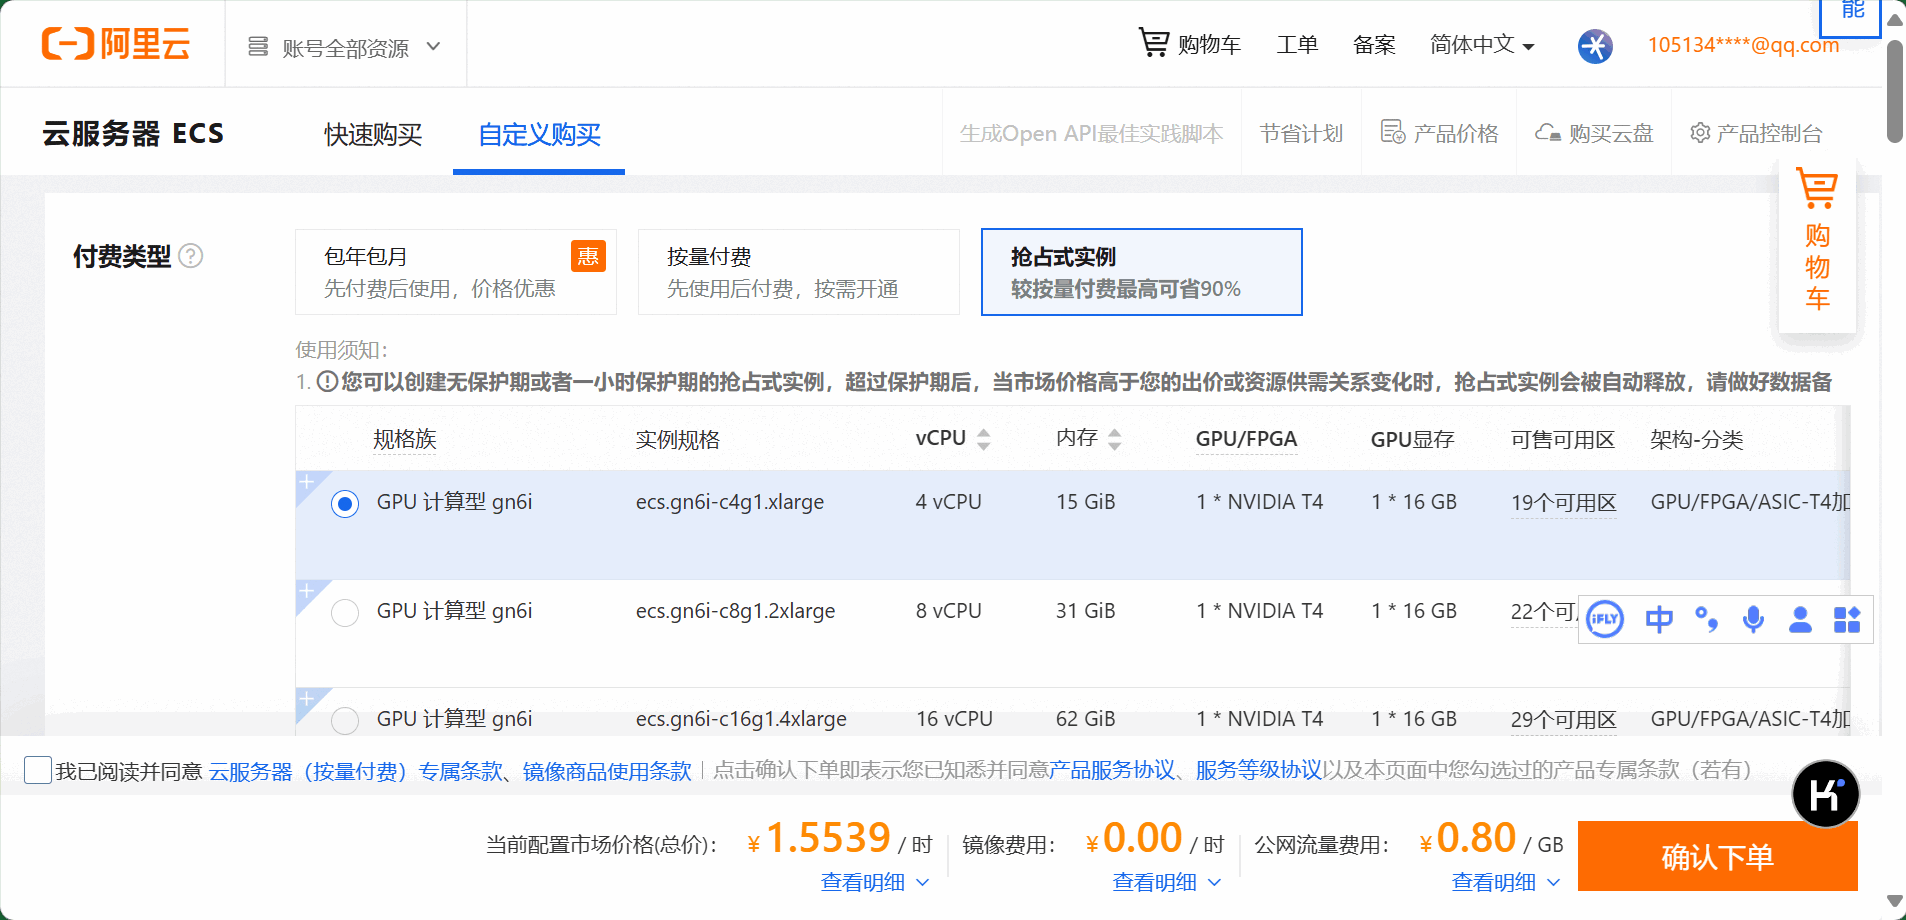 能
阿里云 账号全部资源 购物车 工单 备案 简体中文 105134****@qq.com
云服务器 ECS 快速购买 自定义购买 生成Open API最佳实践脚本 节省计划 产品价格 购买云盘 产品控制台
购物车
付费类型 ? 包年包月 惠 按量付费 抢占式实例
先付费后使用，价格优惠 先使用后付费，按需开通 较按量付费最高可省90%
使用须知：
1. 您可以创建无保护期或者一小时保护期的抢占式实例，超过保护期后，当市场价格高于您的出价或资源供需关系变化时，抢占式实例会被自动释放，请做好数据备
规格族 实例规格 vCPU 内存 GPU/FPGA GPU显存 可售可用区 架构-分类
GPU 计算型 gn6i ecs.gn6i-c4g1.xlarge 4 vCPU 15 GiB 1 * NVIDIA T4 1 * 16 GB 19个可用区 GPU/FPGA/ASIC-T4加
GPU 计算型 gn6i ecs.gn6i-c8g1.2xlarge 8 vCPU 31 GiB 1 * NVIDIA T4 1 * 16 GB 22个可
iFLY 中
GPU 计算型 gn6i ecs.gn6i-c16g1.4xlarge 16 vCPU 62 GiB 1 * NVIDIA T4 1 * 16 GB 29个可用区 GPU/FPGA/ASIC-T4加
我已阅读并同意 云服务器（按量付费）专属条款、镜像商品使用条款 | 点击确认下单即表示您已知悉并同意产品服务协议、服务等级协议以及本页面中您勾选过的产品专属条款（若有）
当前配置市场价格(总价)： ¥1.5539 / 时 镜像费用： ¥0.00 / 时 公网流量费用： ¥0.80 / GB 确认下单
查看明细 查看明细 查看明细